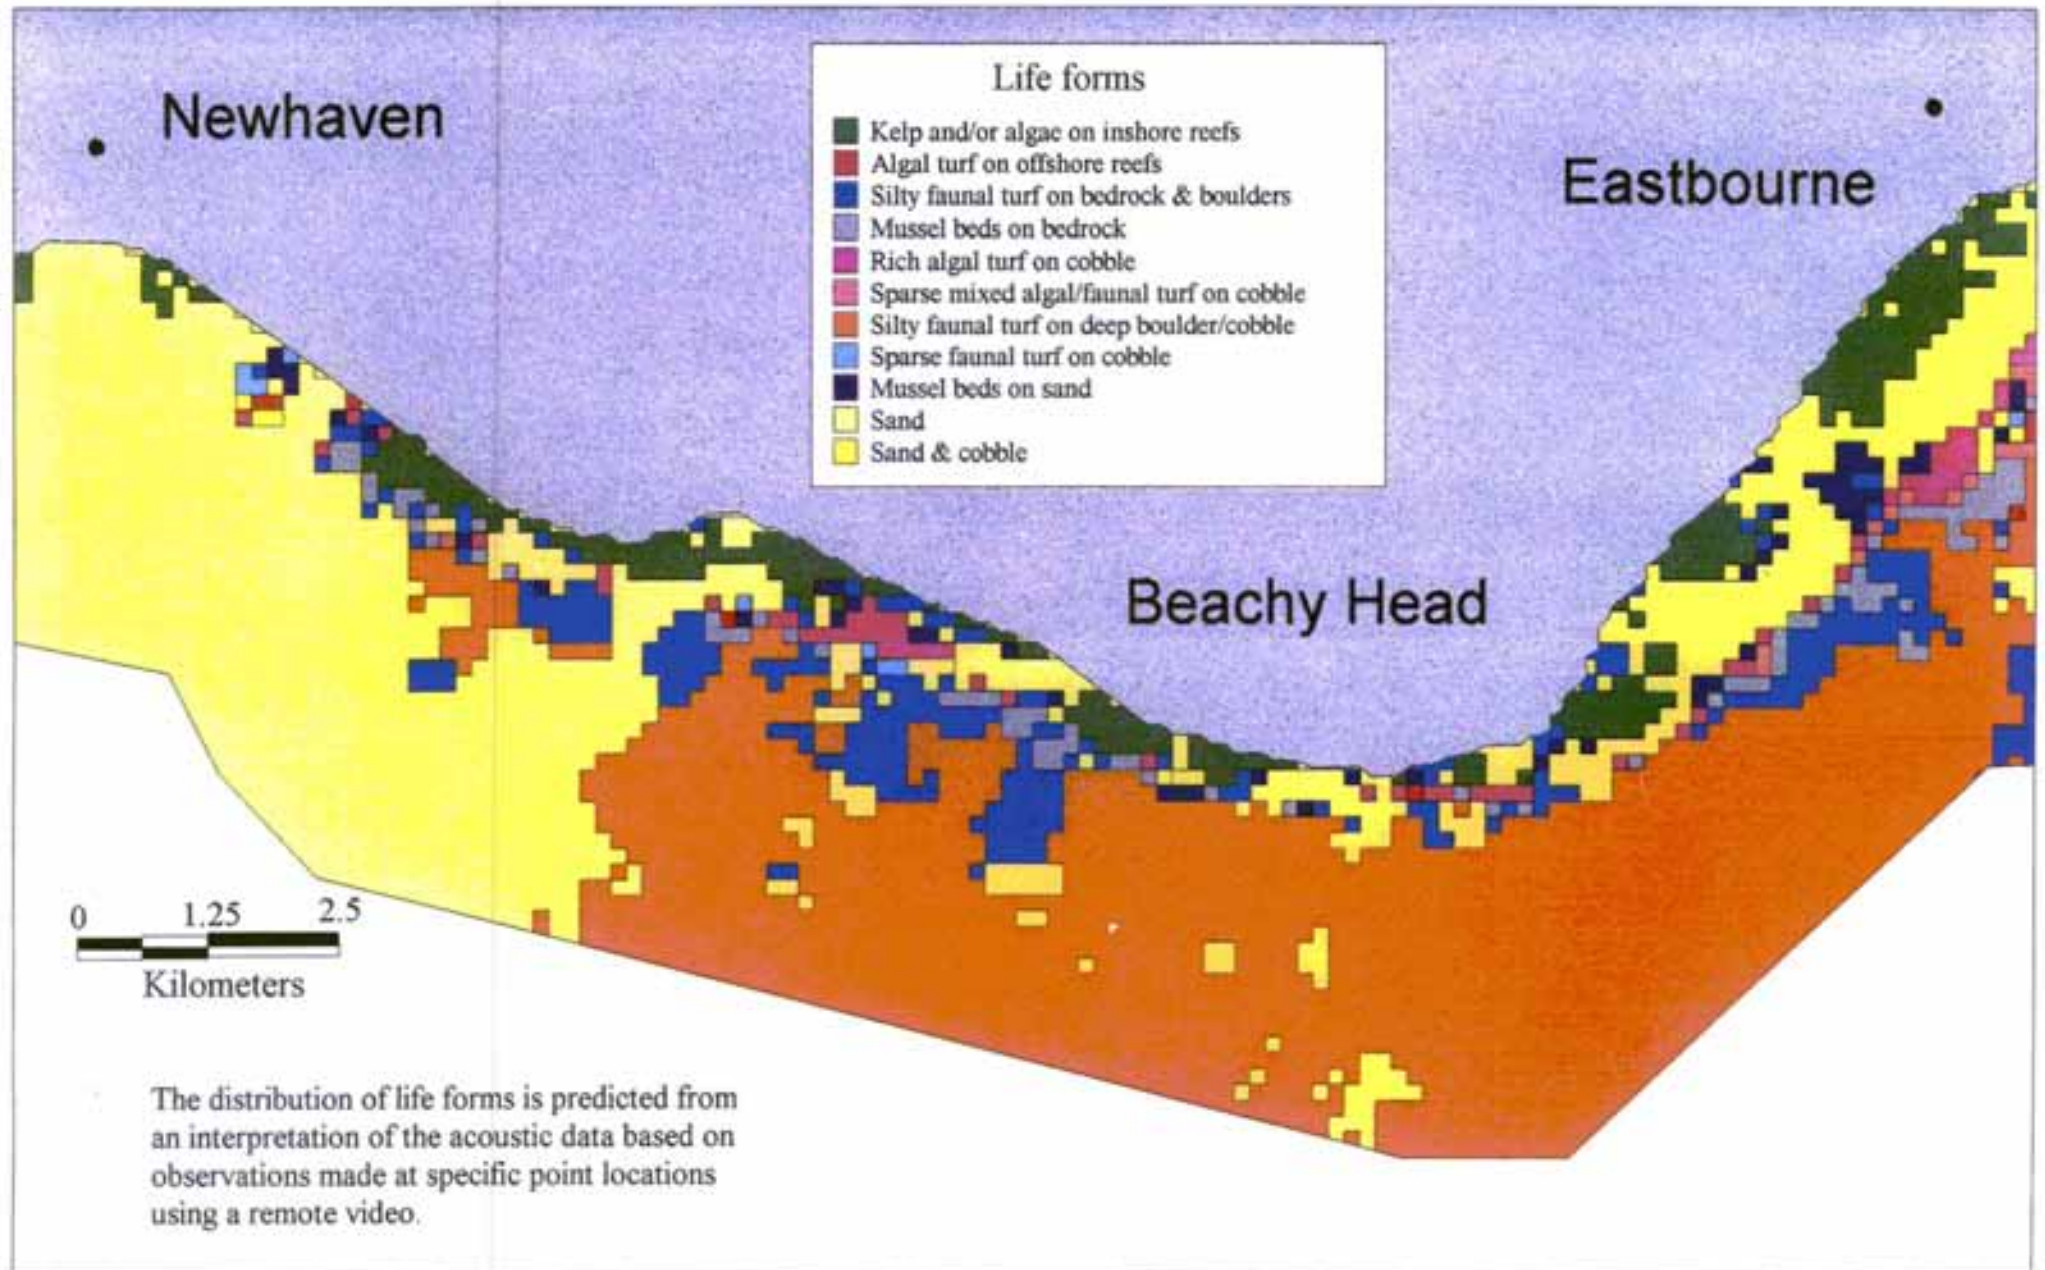 Newhaven
Life forms
Kelp and/or algae on inshore reefs
Algal turf on offshore reefs
Silty faunal turf on bedrock & boulders
Mussel beds on bedrock
Rich algal turf on cobble
Sparse mixed algal/faunal turf on cobble
Silty faunal turf on deep boulder/cobble
Sparse faunal turf on cobble
Mussel beds on sand
Sand
Sand & cobble
Eastbourne
Beachy Head
0 1.25 2.5
Kilometers
The distribution of life forms is predicted from
an interpretation of the acoustic data based on
observations made at specific point locations
using a remote video.